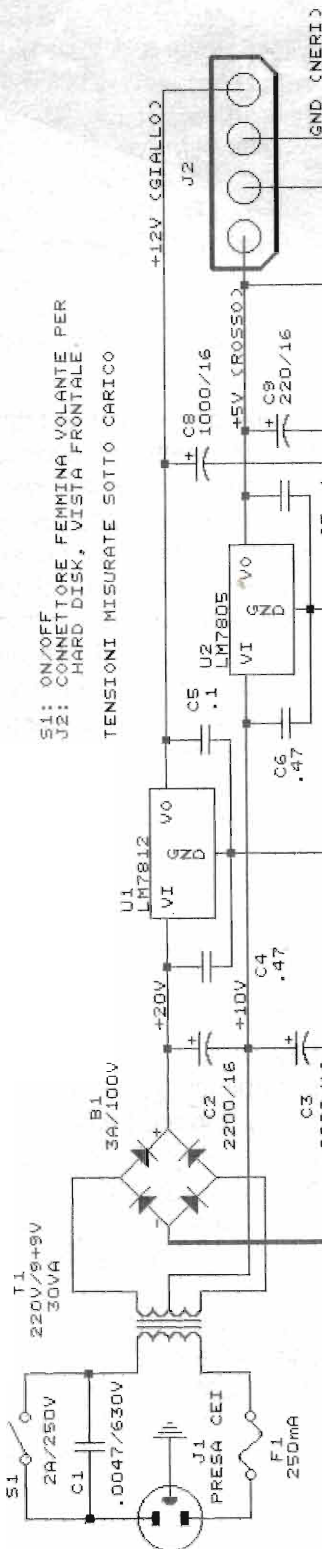 S1: ON/OFF
J2: CONNETTORE FEMMINA VOLANTE PER
HARD DISK, VISTA FRONTALE.
TENSIONI MISURATE SOTTO CARICO
S1
2A/250V
C1
.0047/630V
J1
PRESA CEI
F1
250mA
T1
220V/9+9V
30VA
B1
3A/100V
+
-
+20V
+
C2
2200/16
+10V
+
C3
U1
LM7812
VI
VO
GND
C4
.47
C5
.1
U2
LM7805
VI
VO
GND
C6
.47
+12V (GIALLO)
+
C8
1000/16
+5V (ROSSO)
+
C9
220/16
J2
GND (NERI)